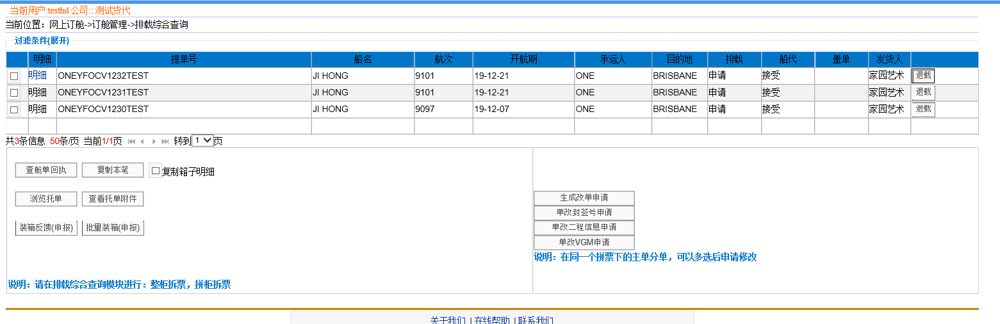 当前用户:testhd 公司:: 测试货代
当前位置：网上订舱->订舱管理->排载综合查询
过滤条件(展开)
明细 提单号 船名 航次 开航期 承运人 目的地 排载 船代 盖单 发货人
明细 ONEYFOCV1232TEST JI HONG 9101 19-12-21 ONE BRISBANE 申请 接受 家园艺术 退载
明细 ONEYFOCV1231TEST JI HONG 9101 19-12-21 ONE BRISBANE 申请 接受 家园艺术 退载
明细 ONEYFOCV1230TEST JI HONG 9097 19-12-07 ONE BRISBANE 申请 接受 家园艺术 退载
共3条信息 50条/页 当前1/1页 转到 1 页
查舱单回执 复制本笔 复制箱子明细
浏览托单 查看托单附件
装箱反馈(申报) 批量装箱(申报)
说明：请在排载综合查询模块进行：整柜拆票，拼柜拆票
生成改单申请
单改封签号申请
单改二程信息申请
单改VGM申请
说明：在同一个拼票下的主单分单，可以多选后申请修改
关于我们 | 在线帮助 | 联系我们